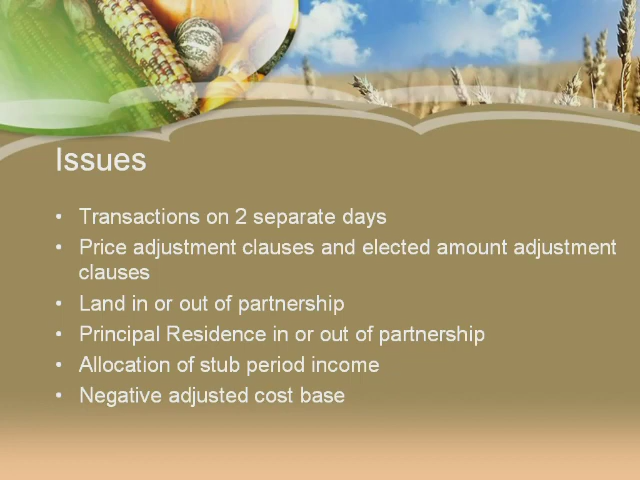 Issues
• Transactions on 2 separate days
• Price adjustment clauses and elected amount adjustment
clauses
• Land in or out of partnership
• Principal Residence in or out of partnership
• Allocation of stub period income
• Negative adjusted cost base